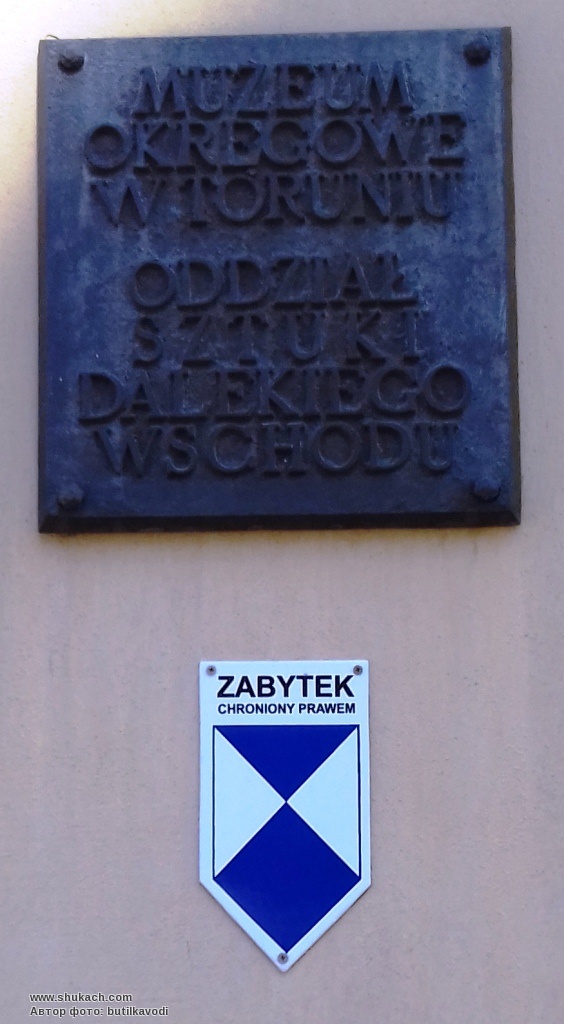 MUZEUM
OKRĘGOWE
W TORUNIU
ODDZIAŁ
SZTUKI
DALEKIEGO
WSCHODU
ZABYTEK
CHRONIONY PRAWEM
www.shukach.com
Автор фото: butilkavodi